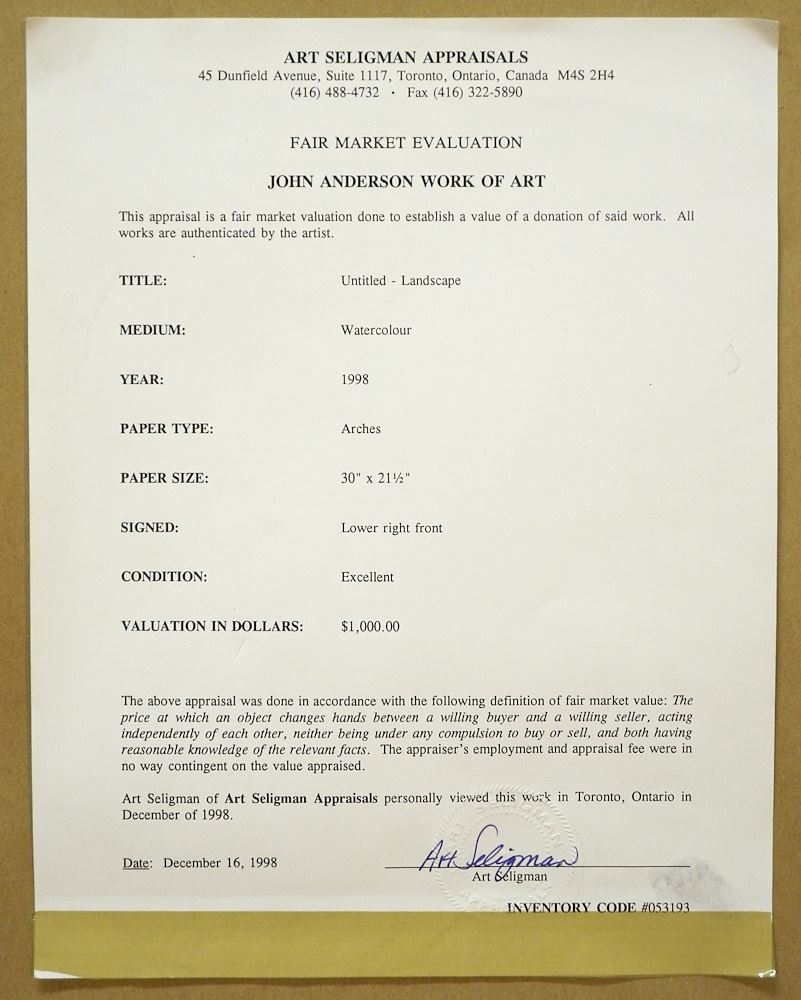 ART SELIGMAN APPRAISALS
45 Dunfield Avenue, Suite 1117, Toronto, Ontario, Canada M4S 2H4
(416) 488-4732 · Fax (416) 322-5890
FAIR MARKET EVALUATION
JOHN ANDERSON WORK OF ART
This appraisal is a fair market valuation done to establish a value of a donation of said work. All
works are authenticated by the artist.
TITLE: Untitled - Landscape
MEDIUM: Watercolour
YEAR: 1998
PAPER TYPE: Arches
PAPER SIZE: 30" x 21½"
SIGNED: Lower right front
CONDITION: Excellent
VALUATION IN DOLLARS: $1,000.00
The above appraisal was done in accordance with the following definition of fair market value: The
price at which an object changes hands between a willing buyer and a willing seller, acting
independently of each other, neither being under any compulsion to buy or sell, and both having
reasonable knowledge of the relevant facts. The appraiser's employment and appraisal fee were in
no way contingent on the value appraised.
Art Seligman of Art Seligman Appraisals personally viewed this work in Toronto, Ontario in
December of 1998.
Date: December 16, 1998 Art Seligman
Art Seligman
INVENTORY CODE #053193